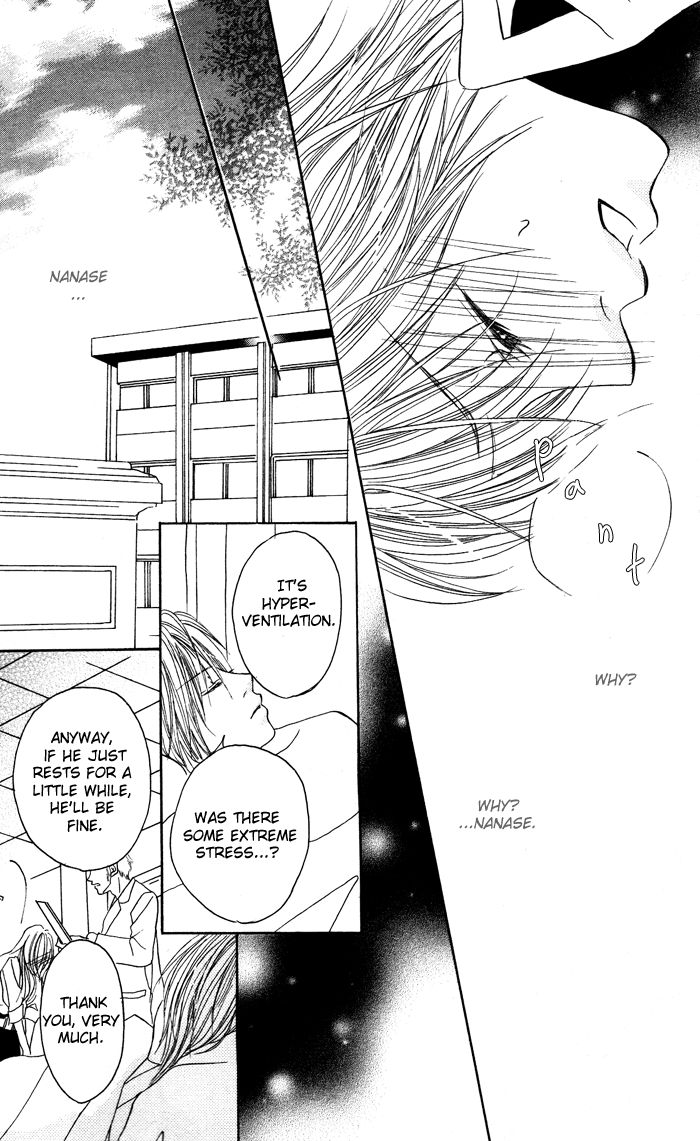 pant
WHY?
WHY?
...NANASE.
NANASE
...
IT'S
HYPER-
VENTILATION.
WAS THERE
SOME EXTREME
STRESS...?
ANYWAY,
IF HE JUST
RESTS FOR A
LITTLE WHILE,
HE'LL BE
FINE.
THANK
YOU, VERY
MUCH.